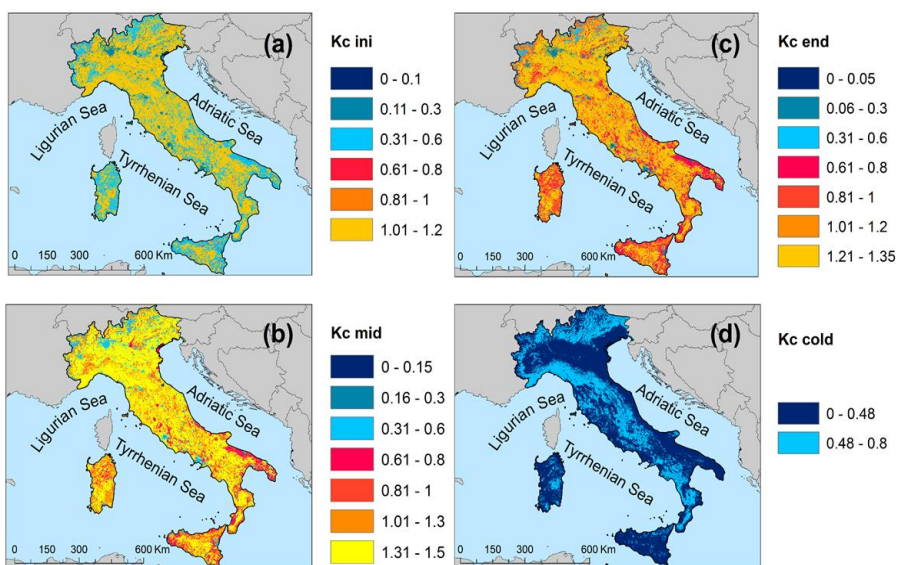 (a)
Ligurian Sea
Adriatic Sea
Tyrrhenian Sea
0 150 300 600 Km
Kc ini
0 - 0.1
0.11 - 0.3
0.31 - 0.6
0.61 - 0.8
0.81 - 1
1.01 - 1.2
(c)
Ligurian Sea
Adriatic Sea
Tyrrhenian Sea
0 150 300 600 Km
Kc end
0 - 0.05
0.06 - 0.3
0.31 - 0.6
0.61 - 0.8
0.81 - 1
1.01 - 1.2
1.21 - 1.35
(b)
Ligurian Sea
Adriatic Sea
Tyrrhenian Sea
0 150 300 600 Km
Kc mid
0 - 0.15
0.16 - 0.3
0.31 - 0.6
0.61 - 0.8
0.81 - 1
1.01 - 1.3
1.31 - 1.5
(d)
Ligurian Sea
Adriatic Sea
Tyrrhenian Sea
0 150 300 600 Km
Kc cold
0 - 0.48
0.48 - 0.8